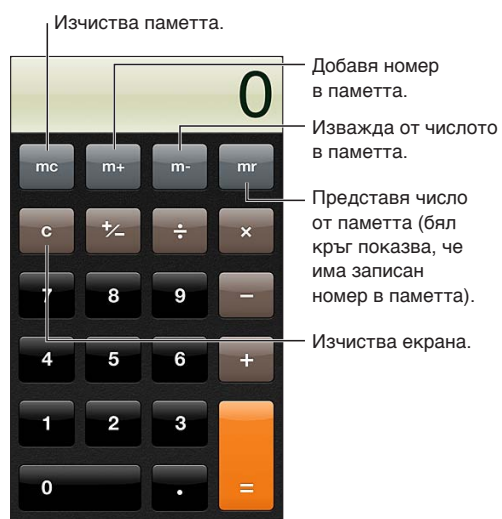 Изчиства паметта.
0
Добавя номер
в паметта.
Изважда от числото
в паметта.
mc m+ m- mr
Представя число
от паметта (бял
кръг показва, че
има записан
номер в паметта).
c +/− ÷ ×
7 8 9 −
Изчиства екрана.
4 5 6 +
1 2 3
0 . =